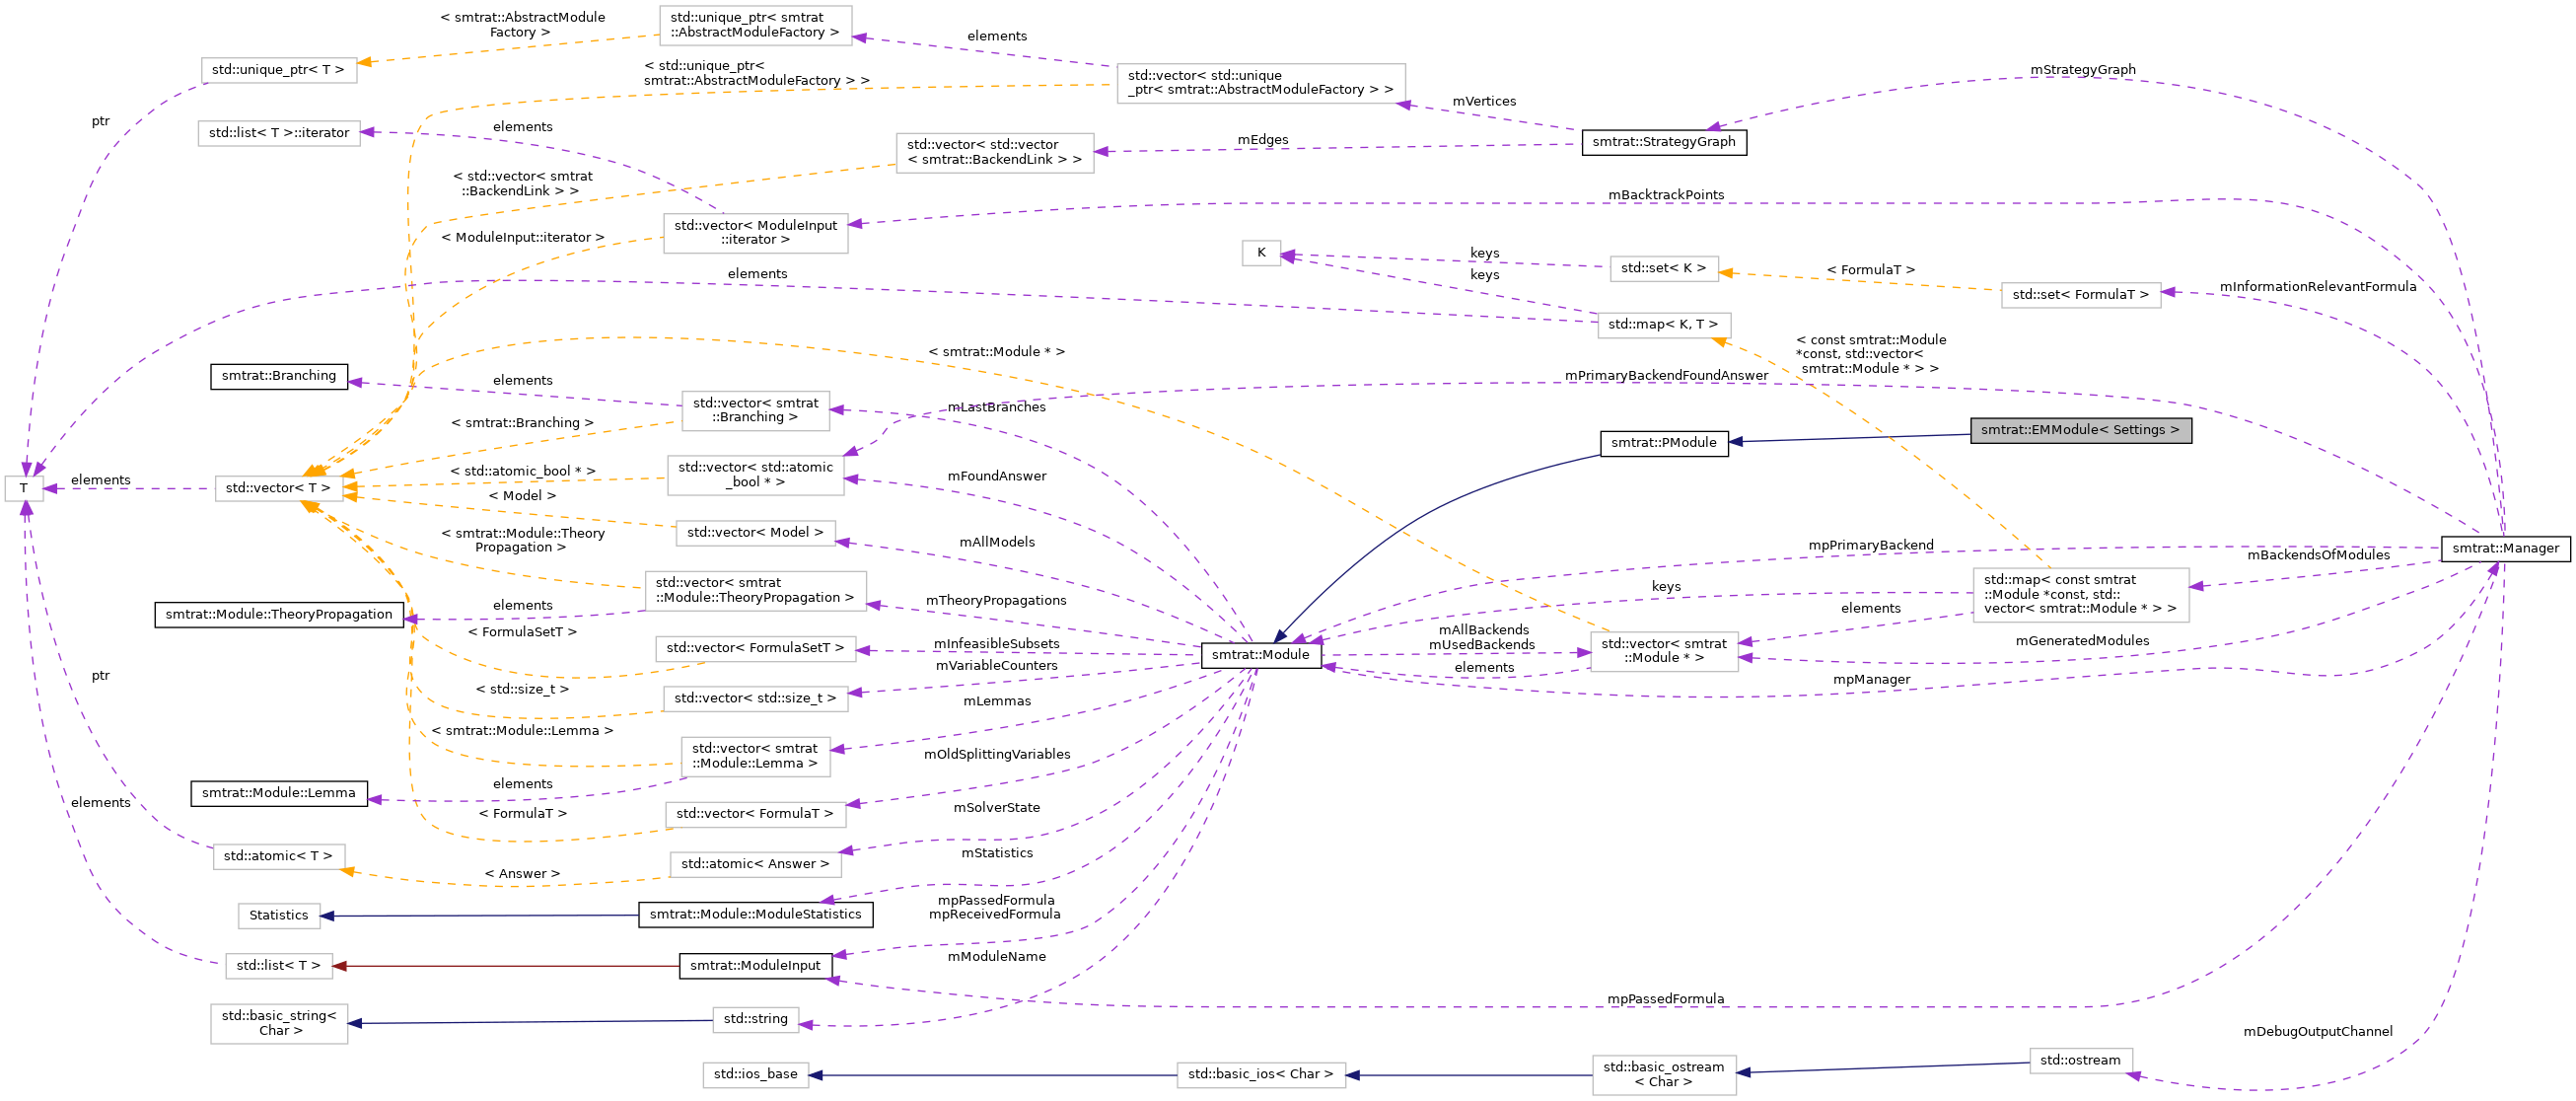 < smtrat::AbstractModule
Factory >
std::unique_ptr< smtrat
::AbstractModuleFactory >
elements
std::unique_ptr< T >
< std::unique_ptr<
smtrat::AbstractModuleFactory > >
std::vector< std::unique
_ptr< smtrat::AbstractModuleFactory > >
mStrategyGraph
mVertices
ptr
std::list< T >::iterator
elements
std::vector< std::vector
< smtrat::BackendLink > >
mEdges
smtrat::StrategyGraph
< std::vector< smtrat
::BackendLink > >
mBacktrackPoints
< ModuleInput::iterator >
std::vector< ModuleInput
::iterator >
K
keys
std::set< K >
< FormulaT >
elements
keys
std::set< FormulaT >
mInformationRelevantFormula
std::map< K, T >
< smtrat::Module * >
< const smtrat::Module
*const, std::vector<
smtrat::Module * > >
smtrat::Branching
elements
mPrimaryBackendFoundAnswer
std::vector< smtrat
::Branching >
mLastBranches
< smtrat::Branching >
smtrat::PModule
smtrat::EMModule< Settings >
< std::atomic_bool * >
std::vector< std::atomic
_bool * >
mFoundAnswer
T
elements
std::vector< T >
< Model >
std::vector< Model >
mAllModels
< smtrat::Module::Theory
Propagation >
mpPrimaryBackend
smtrat::Manager
mBackendsOfModules
std::vector< smtrat
::Module::TheoryPropagation >
keys
std::map< const smtrat
::Module *const, std::
vector< smtrat::Module * > >
smtrat::Module::TheoryPropagation
elements
mTheoryPropagations
elements
< FormulaSetT >
std::vector< FormulaSetT >
mInfeasibleSubsets
smtrat::Module
mAllBackends
mUsedBackends
std::vector< smtrat
::Module * >
mGeneratedModules
mVariableCounters
elements
mpManager
ptr
< std::size_t >
std::vector< std::size_t >
mLemmas
< smtrat::Module::Lemma >
std::vector< smtrat
::Module::Lemma >
mOldSplittingVariables
smtrat::Module::Lemma
elements
elements
< FormulaT >
std::vector< FormulaT >
mSolverState
std::atomic< T >
< Answer >
std::atomic< Answer >
mStatistics
Statistics
smtrat::Module::ModuleStatistics
mpPassedFormula
mpReceivedFormula
std::list< T >
smtrat::ModuleInput
mModuleName
mpPassedFormula
std::basic_string<
Char >
std::string
mDebugOutputChannel
std::ios_base
std::basic_ios< Char >
std::basic_ostream
< Char >
std::ostream